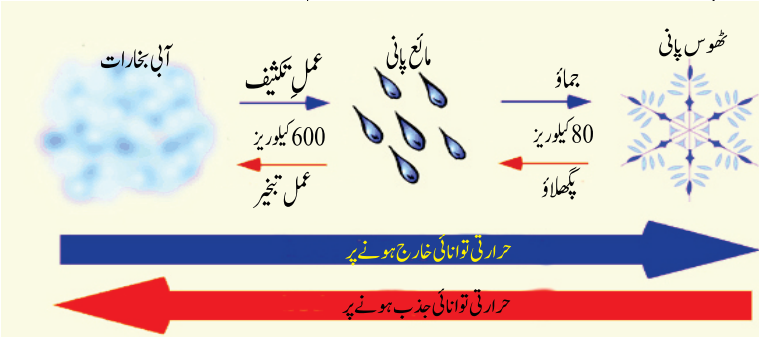 ٹھوس پانی
مائع پانی
آبی بخارات
جماؤ
80 کیلوریز
پگھلاؤ
عملِ تکثیف
600 کیلوریز
عمل تبخیر
حرارتی توانائی خارج ہونے پر
حرارتی توانائی جذب ہونے پر